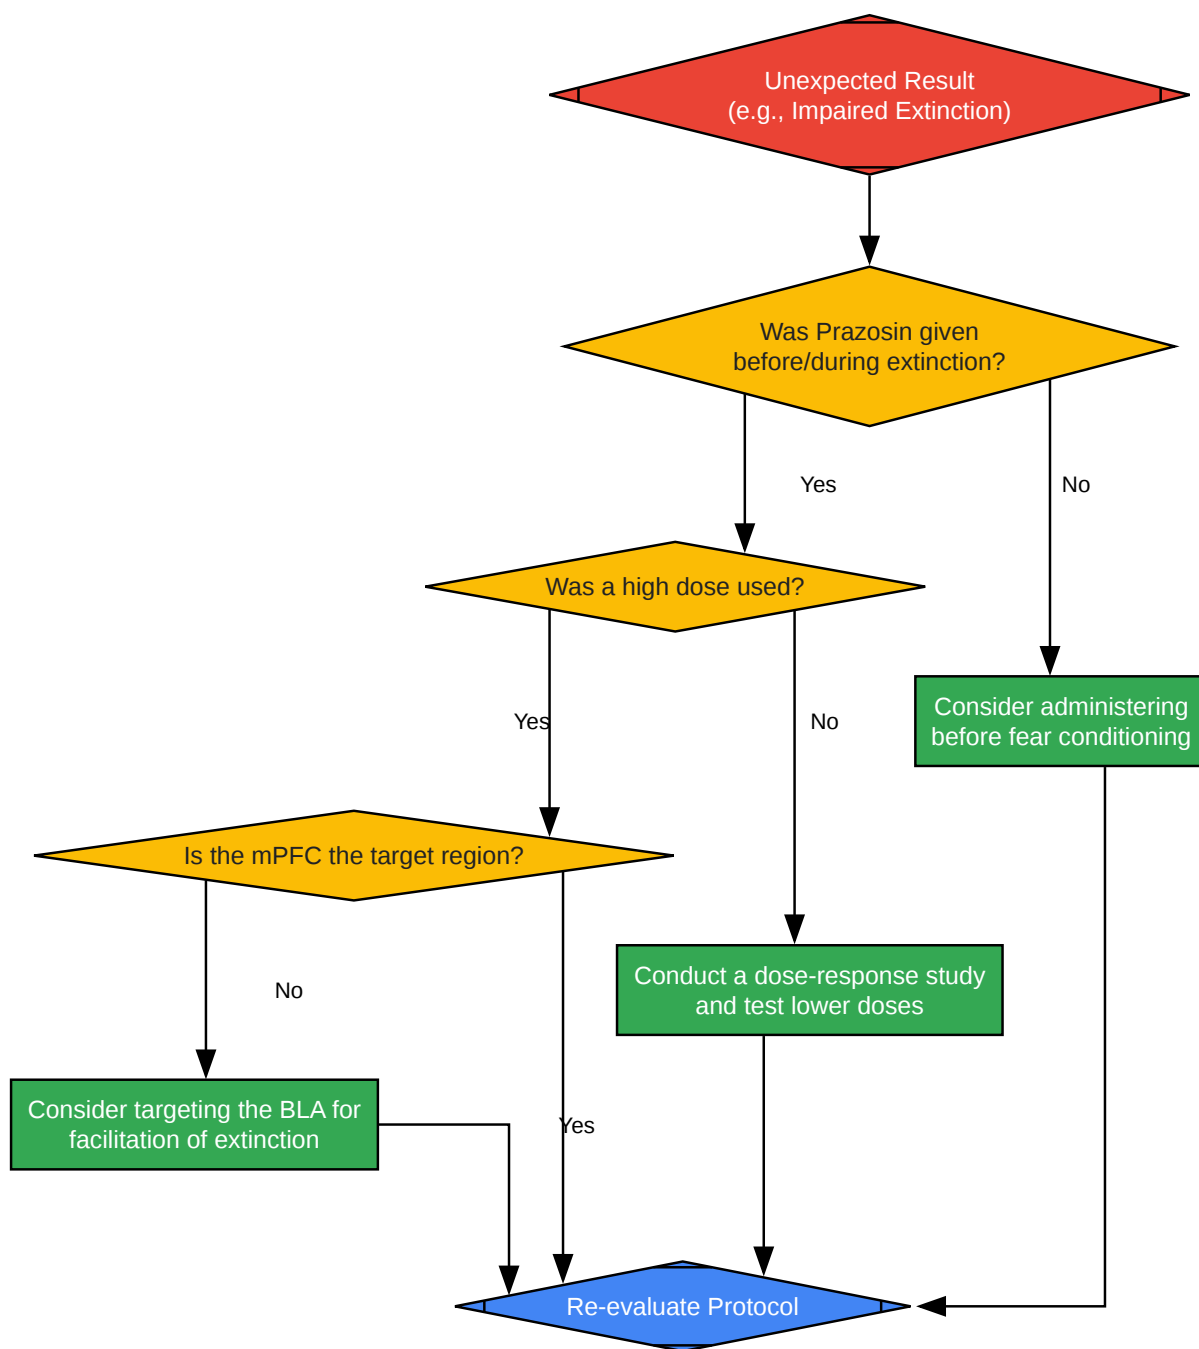 Unexpected Result
(e.g., Impaired Extinction)
Was Prazosin given
before/during extinction?
Yes
No
Was a high dose used?
Yes
No
Consider administering
before fear conditioning
Is the mPFC the target region?
No
Conduct a dose-response study
and test lower doses
Consider targeting the BLA for
facilitation of extinction
Yes
Re-evaluate Protocol